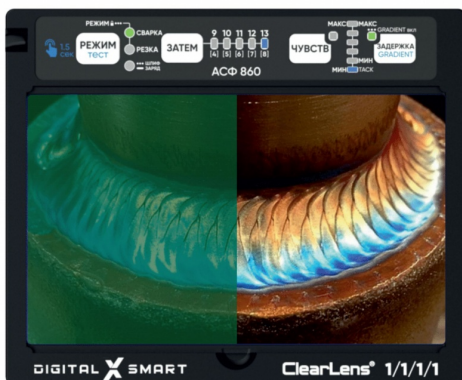 РЕЖИМ
СВАРКА
1.5 сек
РЕЖИМ
тест
РЕЗКА
ШЛИФ
ЗАРЯД
ЗАТЕМ
9 10 11 12 13
[4] [5] [6] [7] [8]
АСФ 860
ЧУВСТВ
МАКС МАКС
МИН МИН
TACK
GRADIENT вкл
ЗАДЕРЖКА
GRADIENT
DIGITAL X SMART
ClearLens® 1/1/1/1